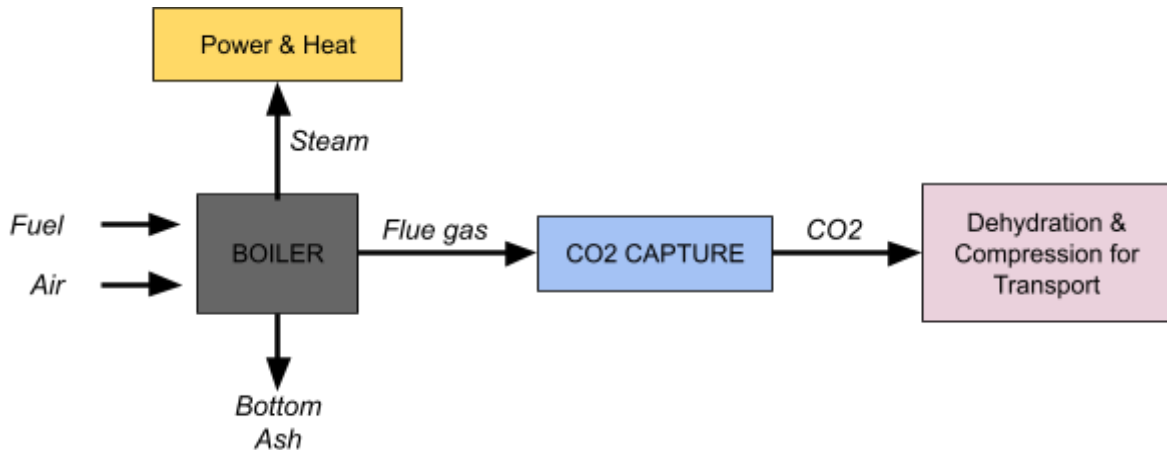 Power & Heat
Steam
Fuel
Air
BOILER
Flue gas
CO2 CAPTURE
CO2
Dehydration &
Compression for
Transport
Bottom
Ash